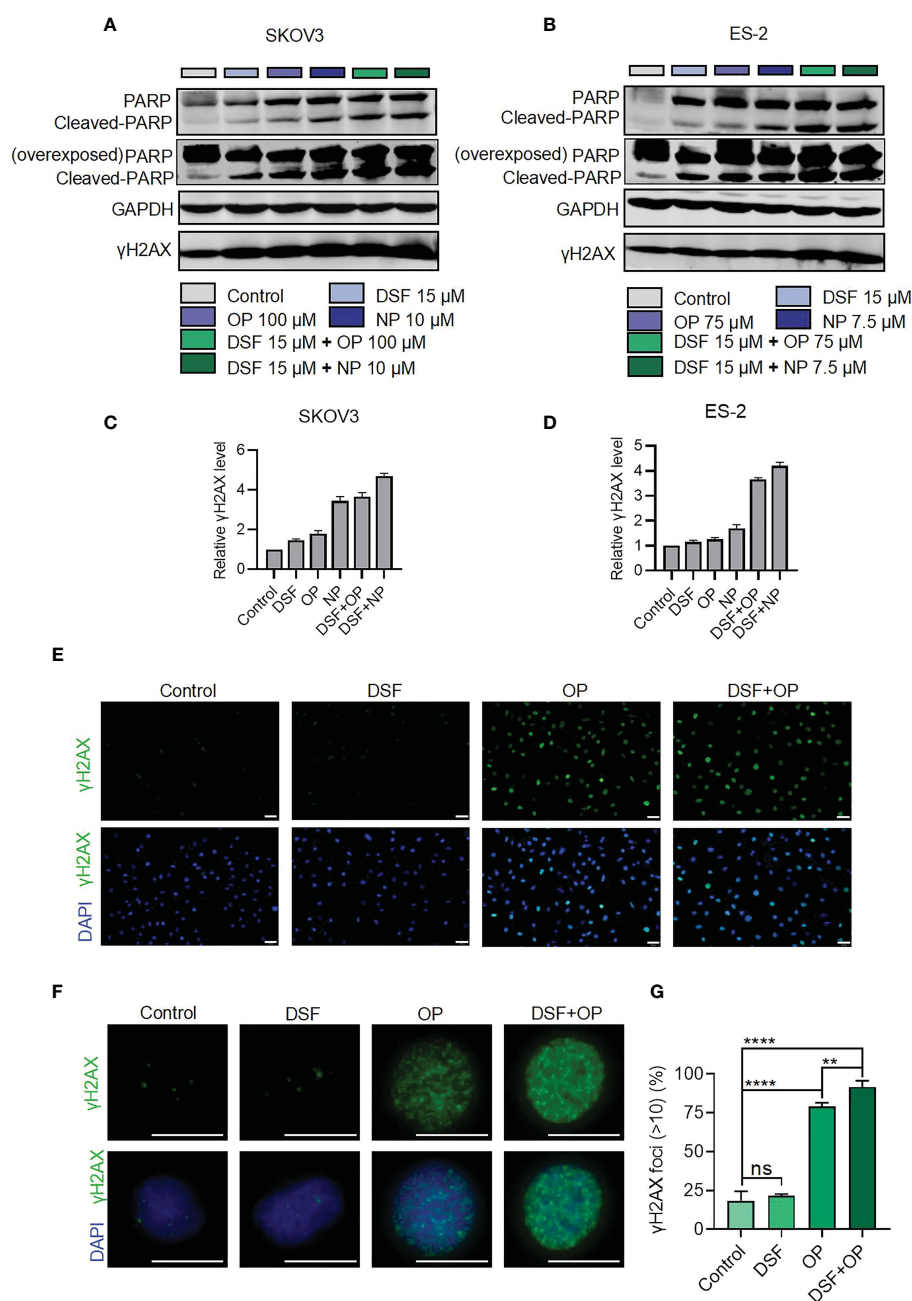 A
SKOV3
PARP
Cleaved-PARP
(overexposed) PARP
Cleaved-PARP
GAPDH
γH2AX
Control
DSF 15 μM
OP 100 μM
NP 10 μM
DSF 15 μM + OP 100 μM
DSF 15 μM + NP 10 μM
B
ES-2
PARP
Cleaved-PARP
(overexposed) PARP
Cleaved-PARP
GAPDH
γH2AX
Control
DSF 15 μM
OP 75 μM
NP 7.5 μM
DSF 15 μM + OP 75 μM
DSF 15 μM + NP 7.5 μM
C
SKOV3
Relative γH2AX level
6
4
2
0
Control
DSF
OP
NP
DSF+OP
DSF+NP
D
ES-2
Relative γH2AX level
5
4
3
2
1
0
Control
DSF
OP
NP
DSF+OP
DSF+NP
E
Control
DSF
OP
DSF+OP
γH2AX
DAPI γH2AX
F
Control
DSF
OP
DSF+OP
γH2AX
DAPI γH2AX
G
γH2AX foci (>10) (%)
100
75
50
25
0
****
**
****
ns
Control
DSF
OP
DSF+OP